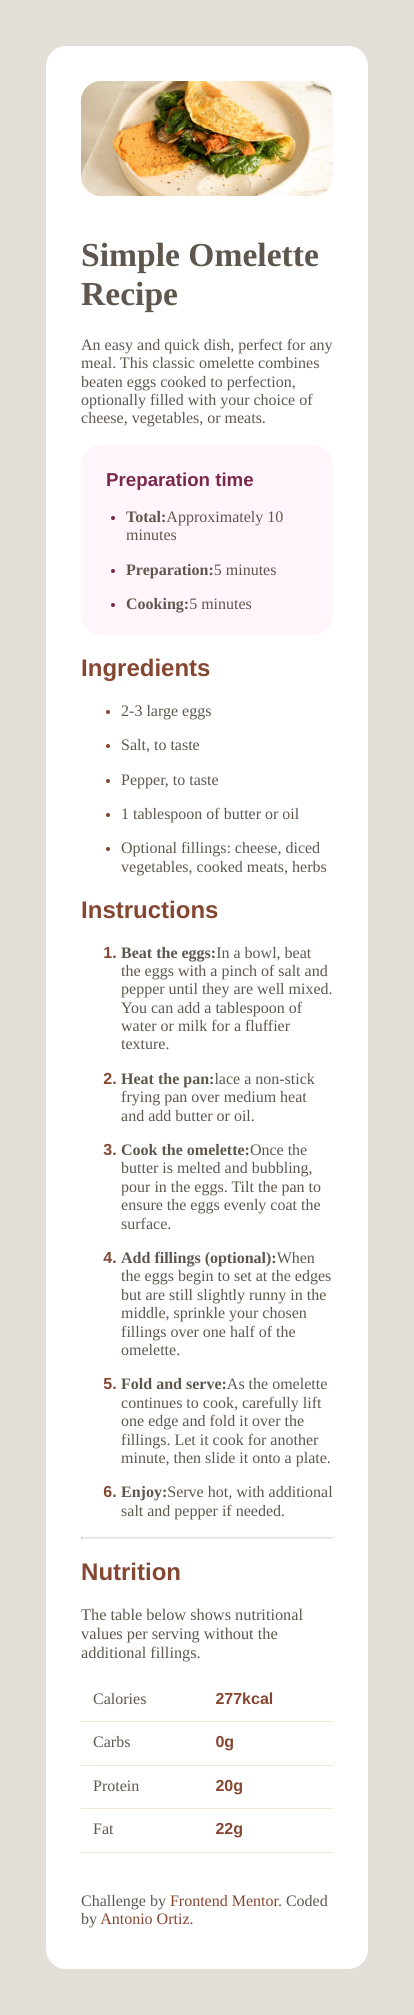 Simple Omelette
Recipe
An easy and quick dish, perfect for any
meal. This classic omelette combines
beaten eggs cooked to perfection,
optionally filled with your choice of
cheese, vegetables, or meats.
Preparation time
• Total:Approximately 10
minutes
• Preparation:5 minutes
• Cooking:5 minutes
Ingredients
• 2-3 large eggs
• Salt, to taste
• Pepper, to taste
• 1 tablespoon of butter or oil
• Optional fillings: cheese, diced
vegetables, cooked meats, herbs
Instructions
1. Beat the eggs:In a bowl, beat
the eggs with a pinch of salt and
pepper until they are well mixed.
You can add a tablespoon of
water or milk for a fluffier
texture.
2. Heat the pan:lace a non-stick
frying pan over medium heat
and add butter or oil.
3. Cook the omelette:Once the
butter is melted and bubbling,
pour in the eggs. Tilt the pan to
ensure the eggs evenly coat the
surface.
4. Add fillings (optional):When
the eggs begin to set at the edges
but are still slightly runny in the
middle, sprinkle your chosen
fillings over one half of the
omelette.
5. Fold and serve:As the omelette
continues to cook, carefully lift
one edge and fold it over the
fillings. Let it cook for another
minute, then slide it onto a plate.
6. Enjoy:Serve hot, with additional
salt and pepper if needed.
Nutrition
The table below shows nutritional
values per serving without the
additional fillings.
Calories 277kcal
Carbs 0g
Protein 20g
Fat 22g
Challenge by Frontend Mentor. Coded
by Antonio Ortiz.